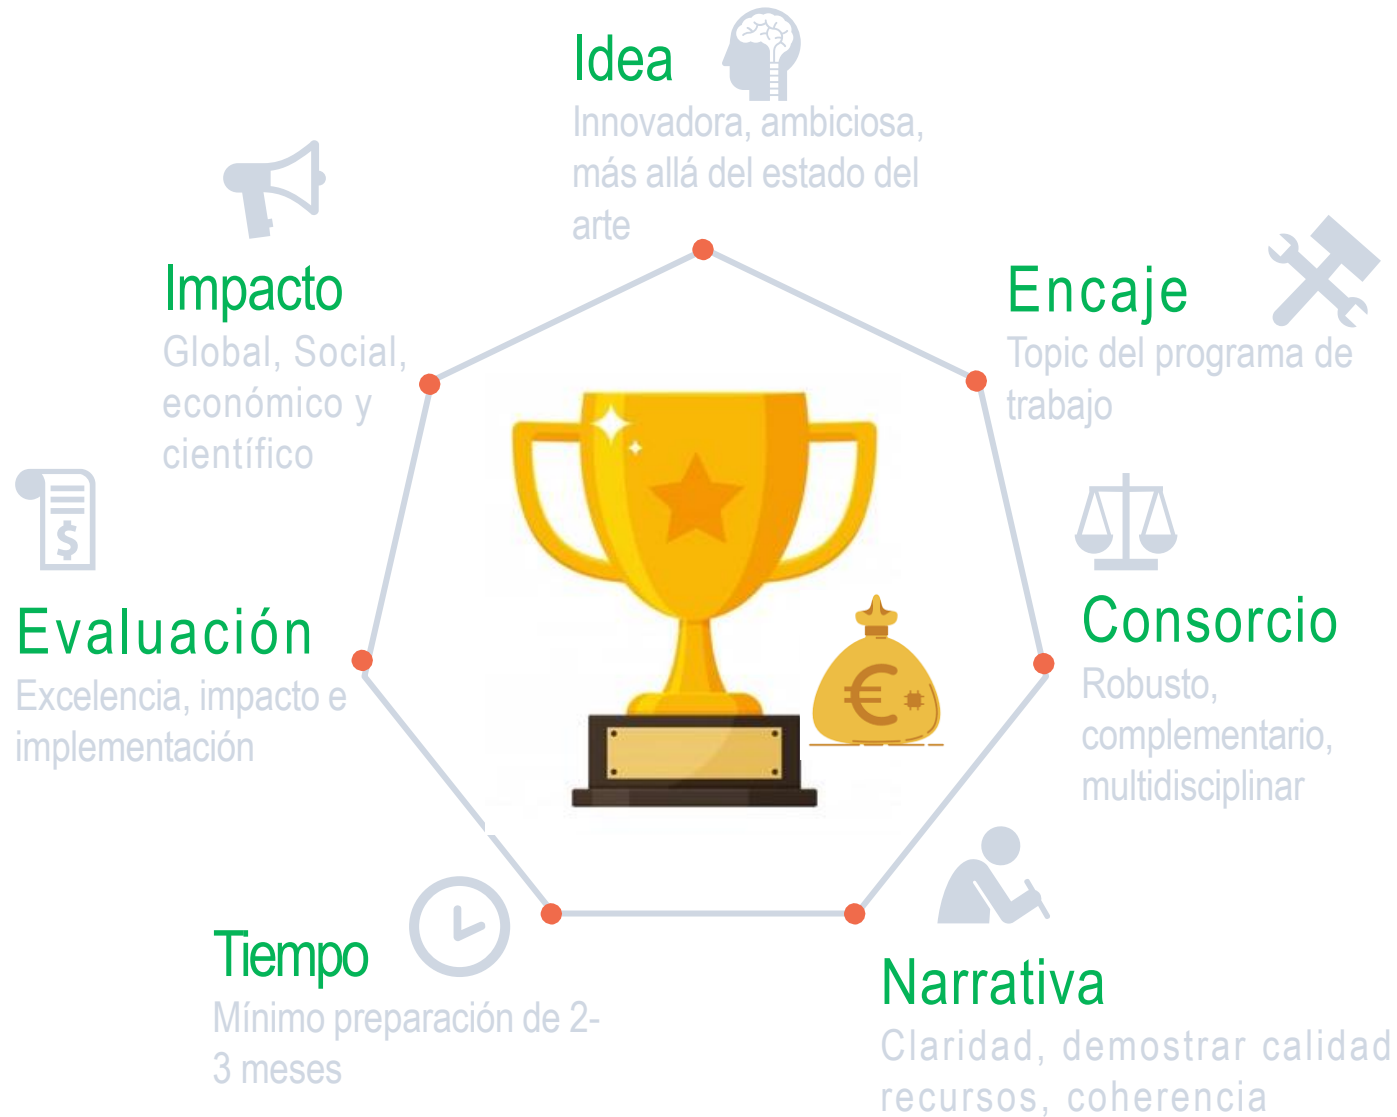 Idea
Innovadora, ambiciosa,
más allá del estado del
arte
Encaje
Topic del programa de
trabajo
Consorcio
Robusto,
complementario,
multidisciplinar
Narrativa
Claridad, demostrar calidad
recursos, coherencia
Tiempo
Mínimo preparación de 2-
3 meses
Evaluación
Excelencia, impacto e
implementación
Impacto
Global, Social,
económico y
científico
$
€